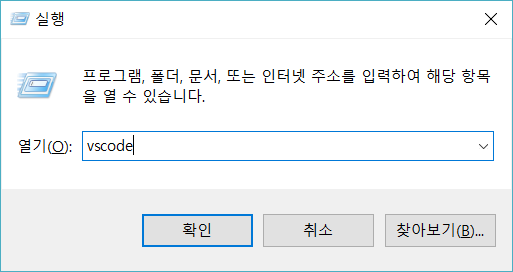 실행
프로그램, 폴더, 문서, 또는 인터넷 주소를 입력하여 해당 항목
을 열 수 있습니다.
열기(O): vscode
확인 취소 찾아보기(B)...